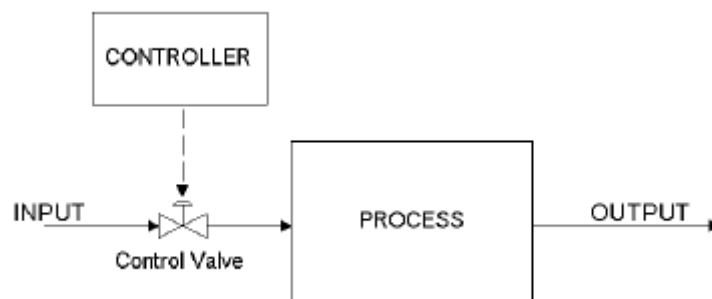 CONTROLLER
INPUT
Control Valve
PROCESS
OUTPUT